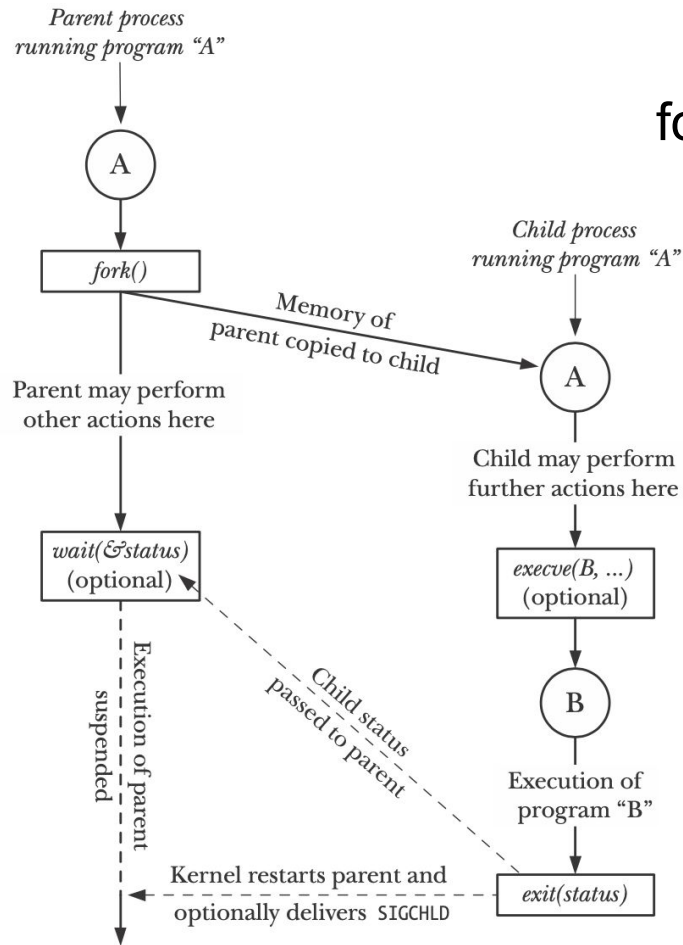 Parent process
running program “A”
A
fork()
Memory of
parent copied to child
Parent may perform
other actions here
wait(&status)
(optional)
Execution of parent
suspended
fo
Child process
running program “A”
A
Child may perform
further actions here
execve(B, ...)
(optional)
B
Execution of
program “B”
exit(status)
Child status
passed to parent
Kernel restarts parent and
optionally delivers SIGCHLD